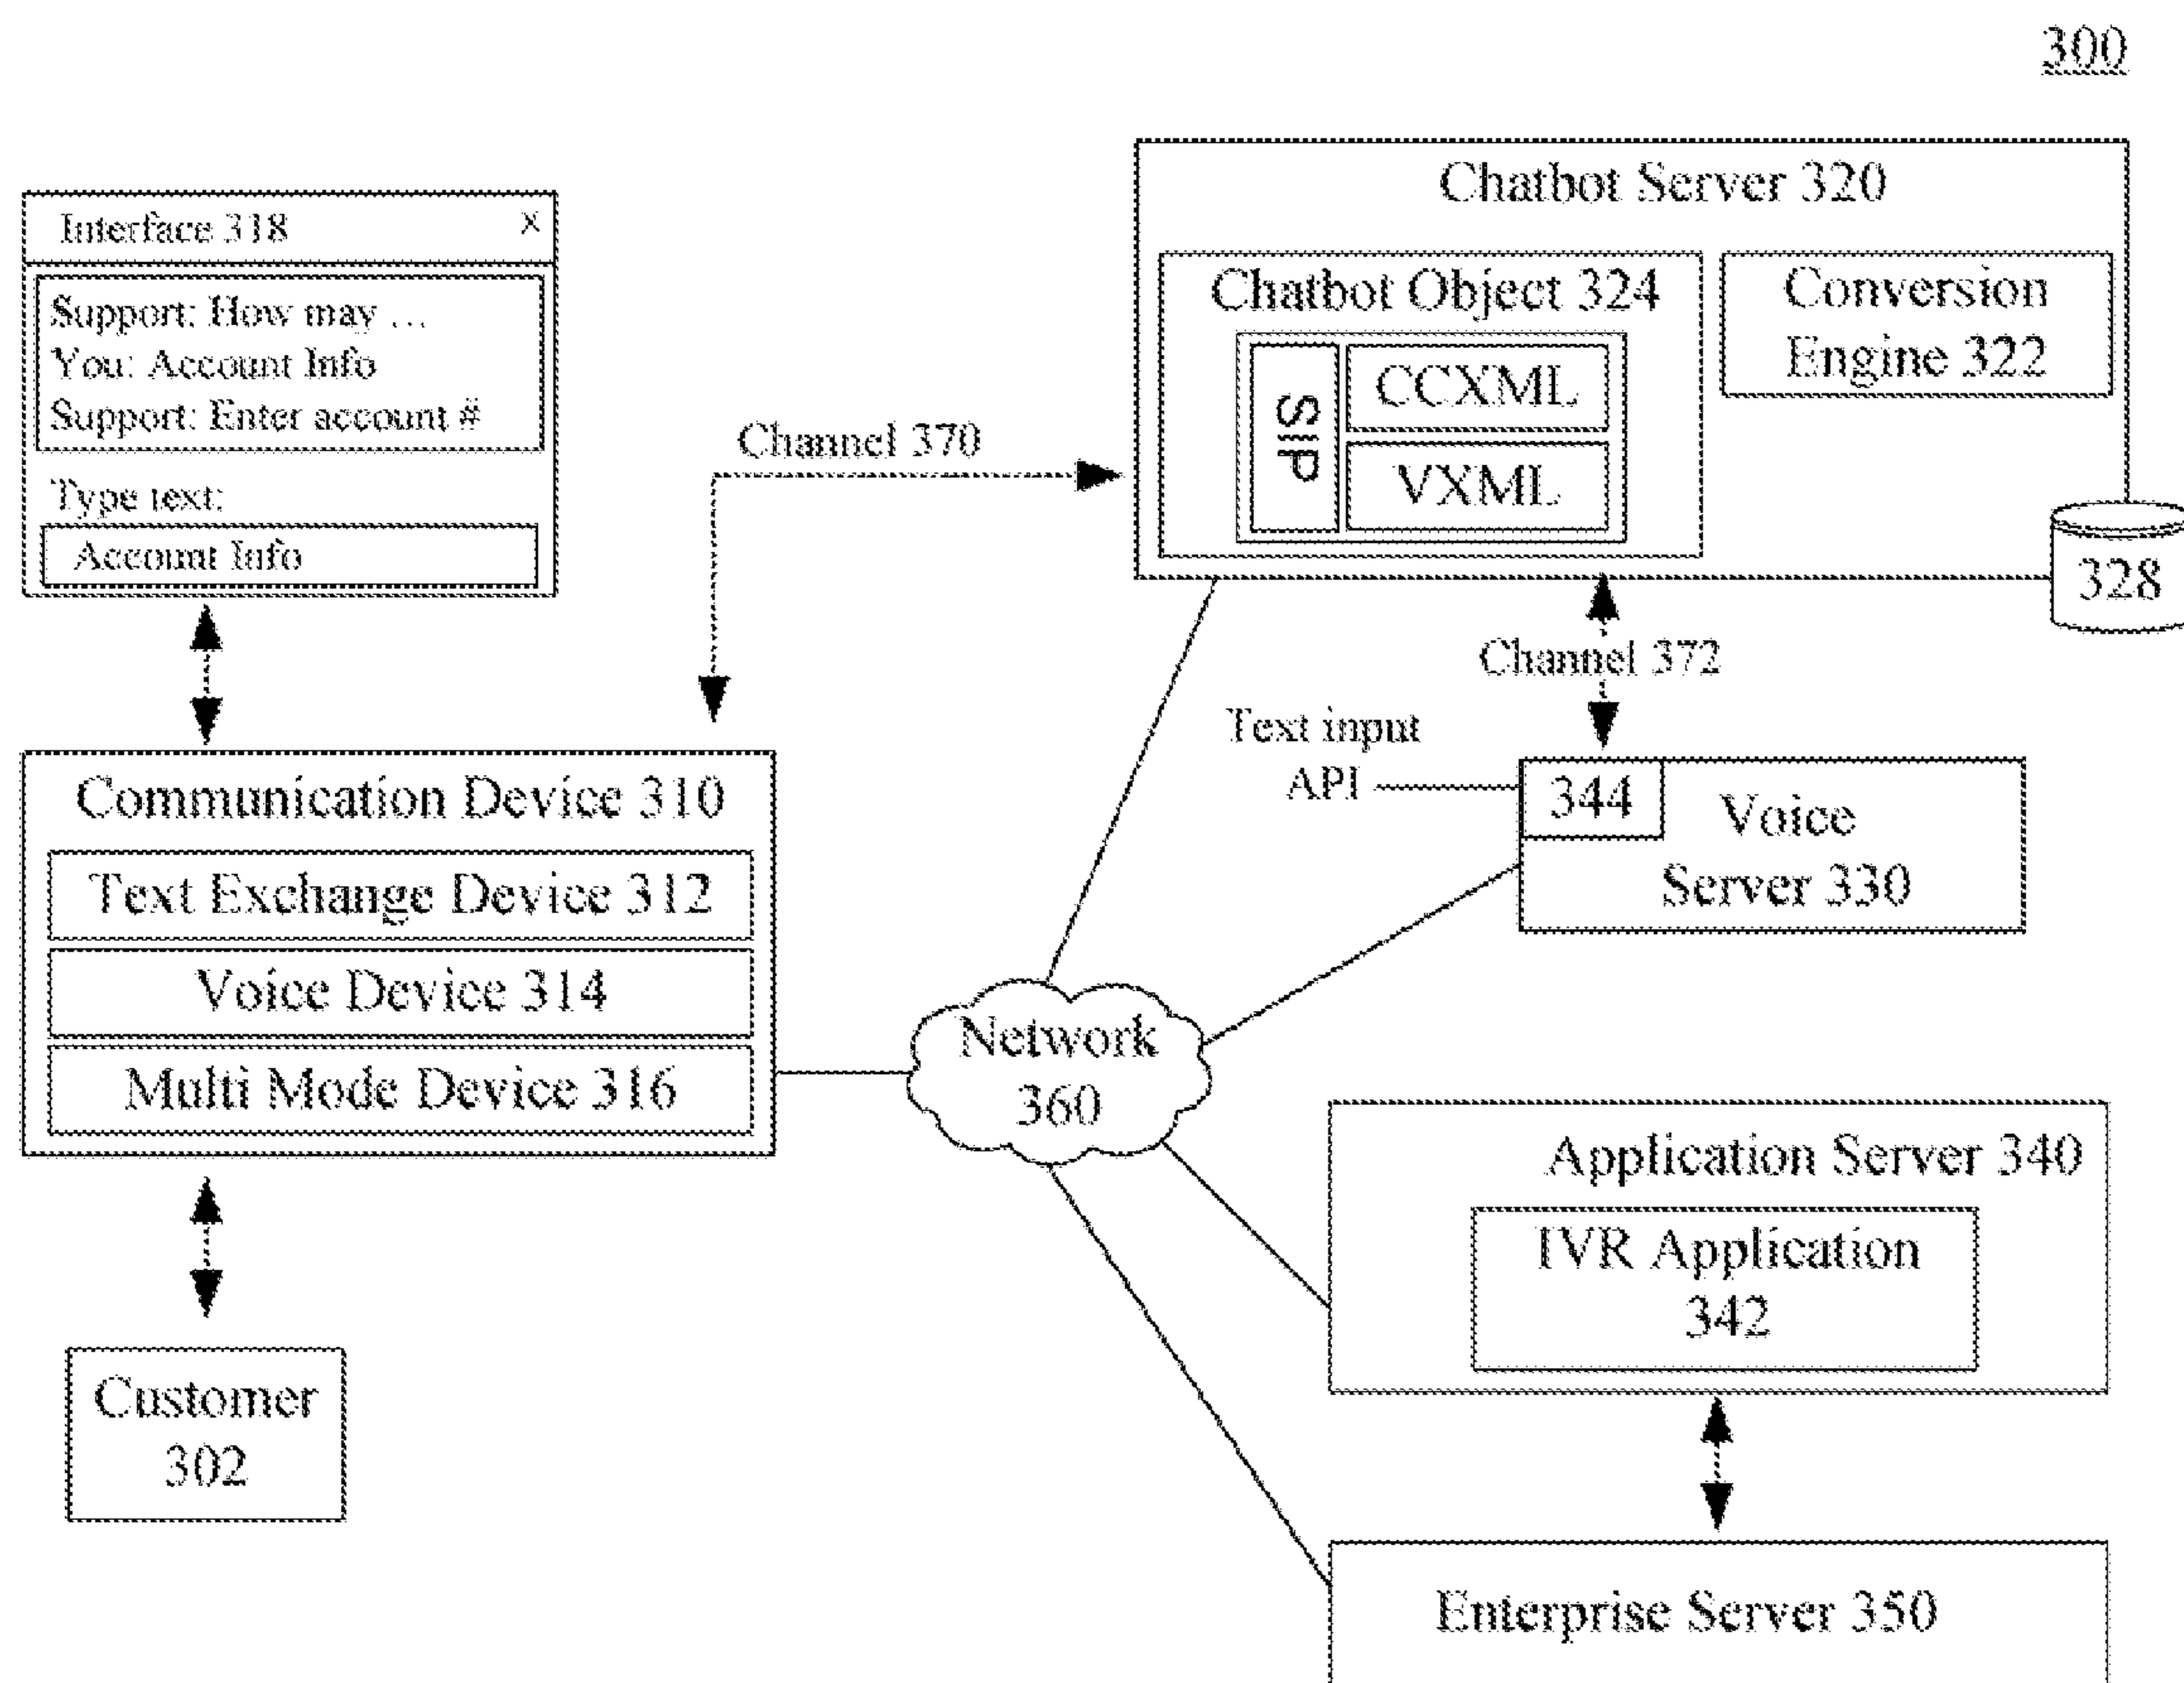 300
Interface 318 x
Support: How may ...
You: Account Info
Support: Enter account #
Type text:
Account Info
Channel 370
Chatbot Server 320
Chatbot Object 324
SIP
CCXML
VXML
Conversion
Engine 322
328
Channel 372
Text input
API
344
Voice
Server 330
Communication Device 310
Text Exchange Device 312
Voice Device 314
Multi Mode Device 316
Network
360
Application Server 340
IVR Application
342
Customer
302
Enterprise Server 350